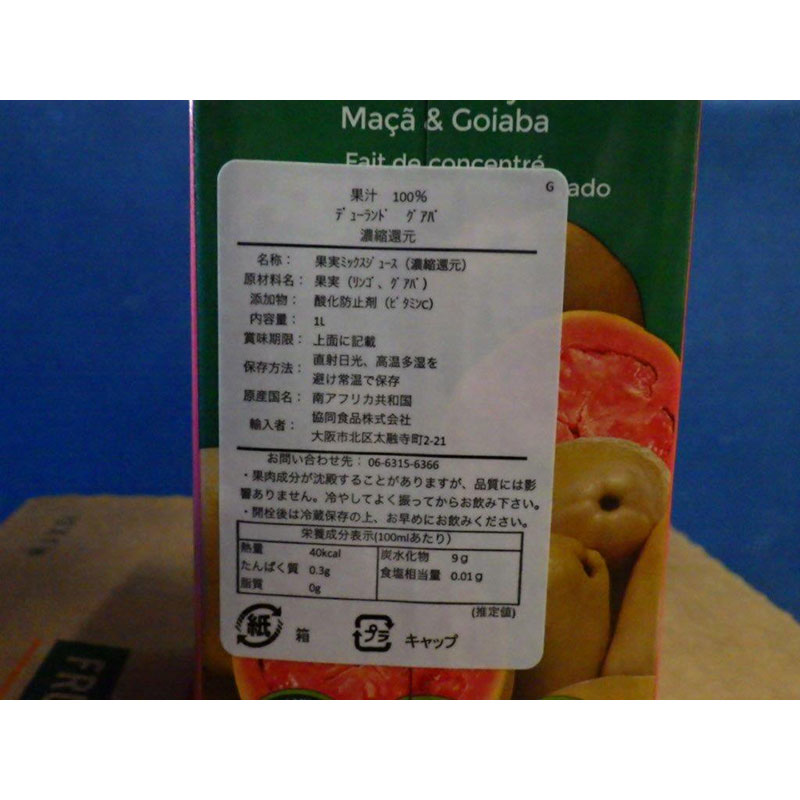 Maçã & Goiaba
Fait de concentré
ado
G
果汁 100%
ﾃﾞｭｰﾗﾝﾄﾞ ｸﾞｱﾊﾞ
濃縮還元
名称： 果実ﾐｯｸｽｼﾞｭｰｽ（濃縮還元）
原材料名： 果実（ﾘﾝｺﾞ、ｸﾞｱﾊﾞ）
添加物： 酸化防止剤（ﾋﾞﾀﾐﾝC）
内容量： 1L
賞味期限： 上面に記載
保存方法： 直射日光、高温多湿を
避け常温で保存
原産国名： 南アフリカ共和国
輸入者： 協同食品株式会社
大阪市北区太融寺町2-21
お問い合わせ先： 06-6315-6366
・果肉成分が沈殿することがありますが、品質には影
響ありません。冷やしてよく振ってからお飲み下さい。
・開栓後は冷蔵保存の上、お早めにお飲みください。
栄養成分表示(100mlあたり)
熱量 40kcal 炭水化物 9g
たんぱく質 0.3g 食塩相当量 0.01g
脂質 0g
(推定値)
紙 箱 プラ キャップ
FR